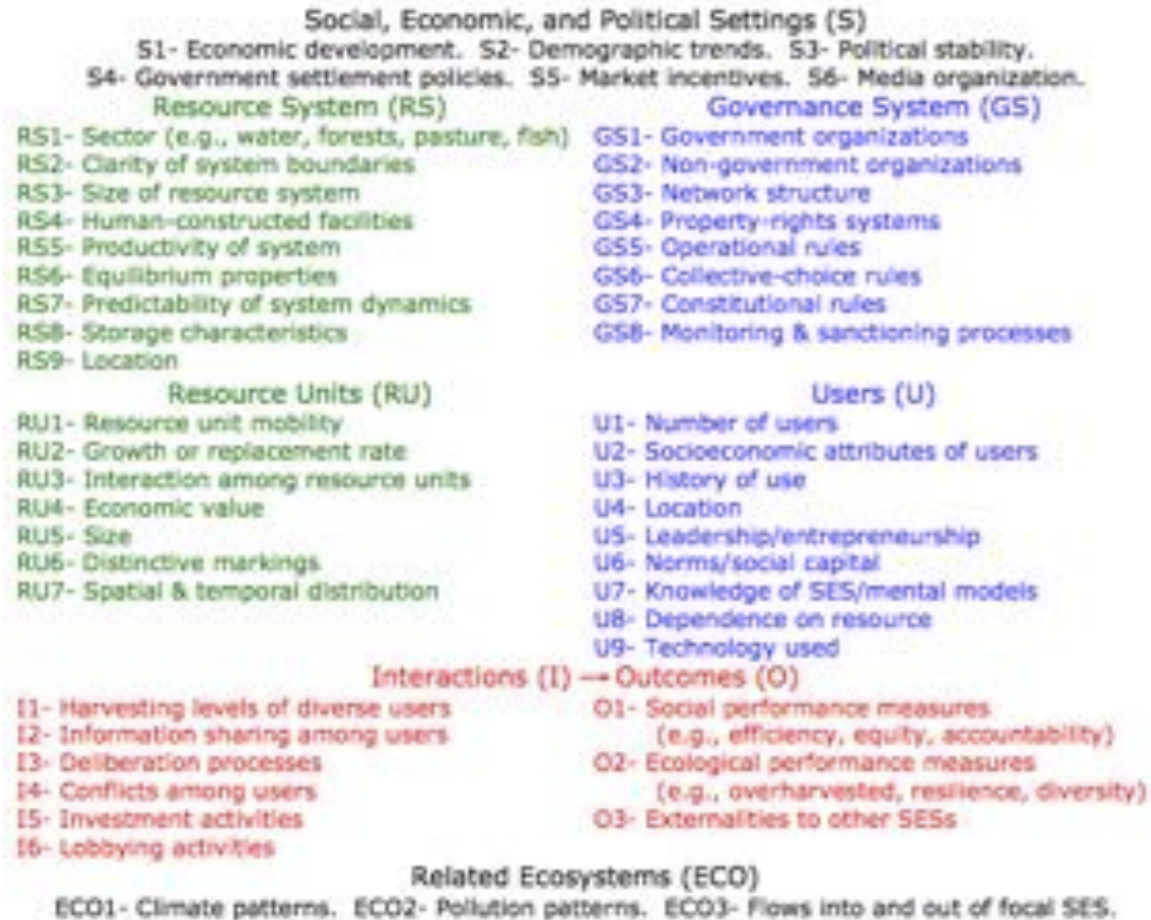 Social, Economic, and Political Settings (S)
S1- Economic development. S2- Demographic trends. S3- Political stability.
S4- Government settlement policies. S5- Market incentives. S6- Media organization.
Resource System (RS)
RS1- Sector (e.g., water, forests, pasture, fish)
RS2- Clarity of system boundaries
RS3- Size of resource system
RS4- Human-constructed facilities
RS5- Productivity of system
RS6- Equilibrium properties
RS7- Predictability of system dynamics
RS8- Storage characteristics
RS9- Location
Governance System (GS)
GS1- Government organizations
GS2- Non-government organizations
GS3- Network structure
GS4- Property-rights systems
GS5- Operational rules
GS6- Collective-choice rules
GS7- Constitutional rules
GS8- Monitoring & sanctioning processes
Resource Units (RU)
RU1- Resource unit mobility
RU2- Growth or replacement rate
RU3- Interaction among resource units
RU4- Economic value
RU5- Size
RU6- Distinctive markings
RU7- Spatial & temporal distribution
Users (U)
U1- Number of users
U2- Socioeconomic attributes of users
U3- History of use
U4- Location
U5- Leadership/entrepreneurship
U6- Norms/social capital
U7- Knowledge of SES/mental models
U8- Dependence on resource
U9- Technology used
Interactions (I) → Outcomes (O)
I1- Harvesting levels of diverse users
I2- Information sharing among users
I3- Deliberation processes
I4- Conflicts among users
I5- Investment activities
I6- Lobbying activities
O1- Social performance measures
(e.g., efficiency, equity, accountability)
O2- Ecological performance measures
(e.g., overharvested, resilience, diversity)
O3- Externalities to other SESs
Related Ecosystems (ECO)
ECO1- Climate patterns. ECO2- Pollution patterns. ECO3- Flows into and out of focal SES.